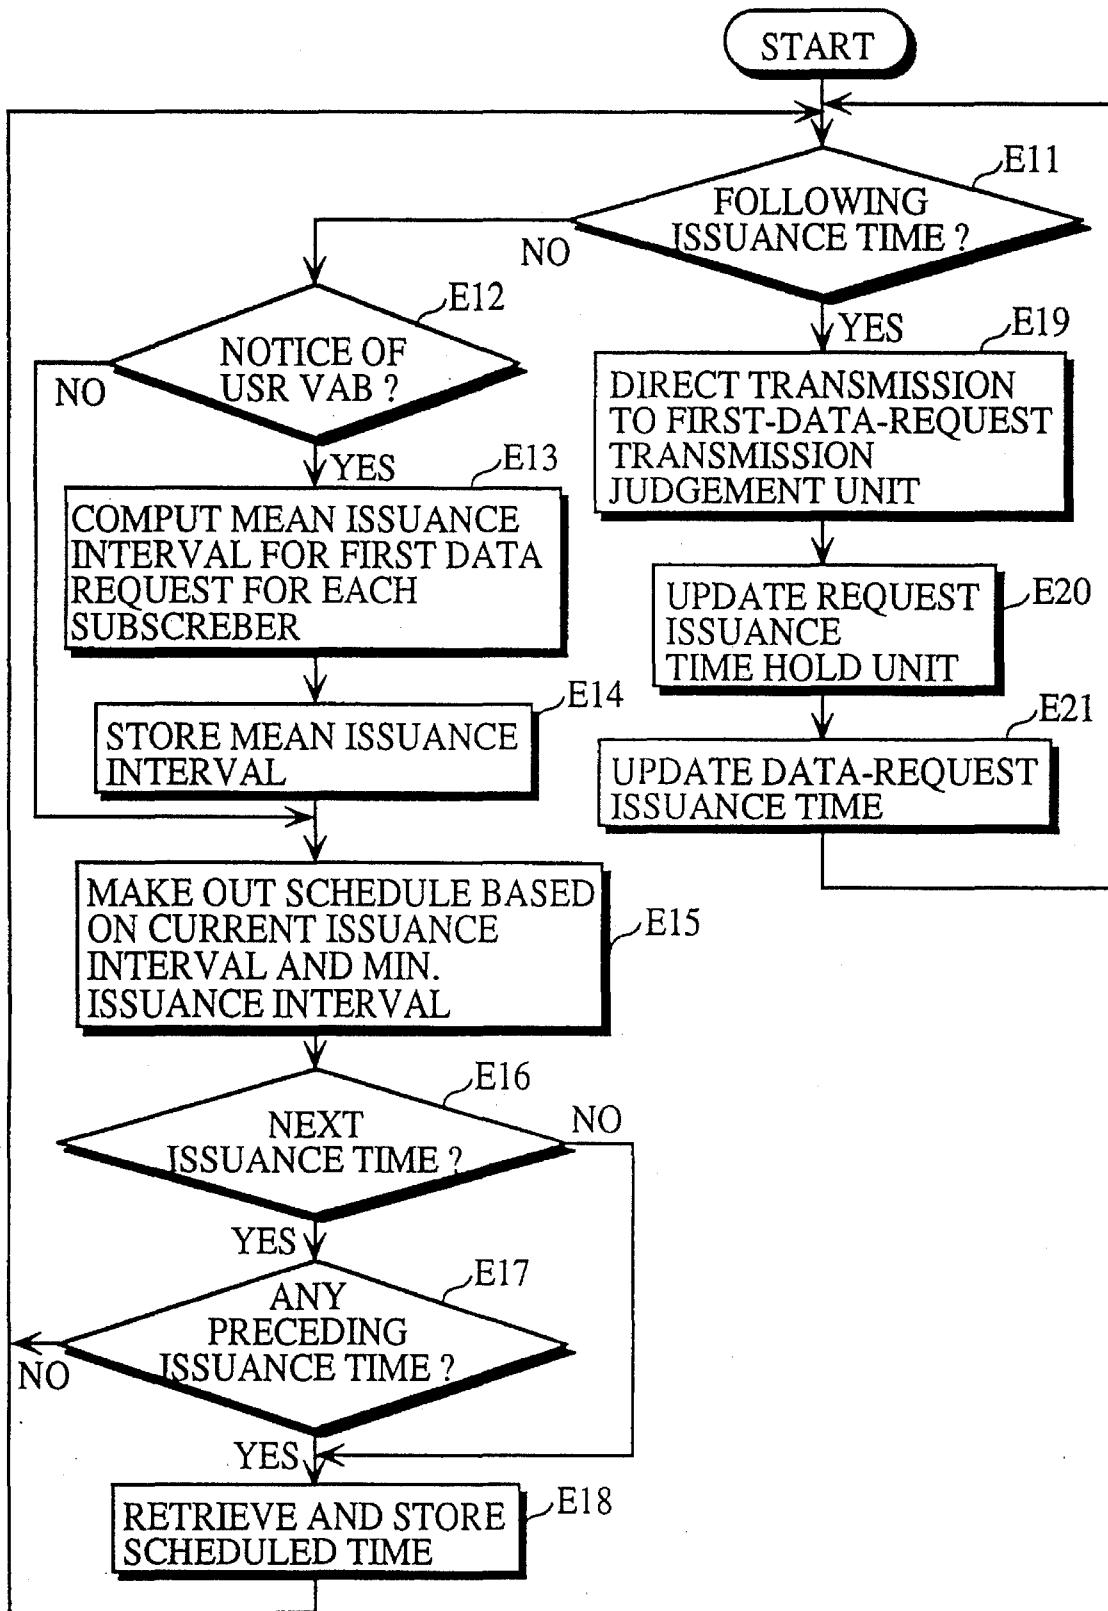 START
E11
FOLLOWING
ISSUANCE TIME ?
NO
YES
E12
NOTICE OF
USR VAB ?
NO
YES
E13
COMPUT MEAN ISSUANCE
INTERVAL FOR FIRST DATA
REQUEST FOR EACH
SUBSCREBER
E14
STORE MEAN ISSUANCE
INTERVAL
E15
MAKE OUT SCHEDULE BASED
ON CURRENT ISSUANCE
INTERVAL AND MIN.
ISSUANCE INTERVAL
E16
NEXT
ISSUANCE TIME ?
NO
YES
E17
ANY
PRECEDING
ISSUANCE TIME ?
NO
YES
E18
RETRIEVE AND STORE
SCHEDULED TIME
E19
DIRECT TRANSMISSION
TO FIRST-DATA-REQUEST
TRANSMISSION
JUDGEMENT UNIT
E20
UPDATE REQUEST
ISSUANCE
TIME HOLD UNIT
E21
UPDATE DATA-REQUEST
ISSUANCE TIME